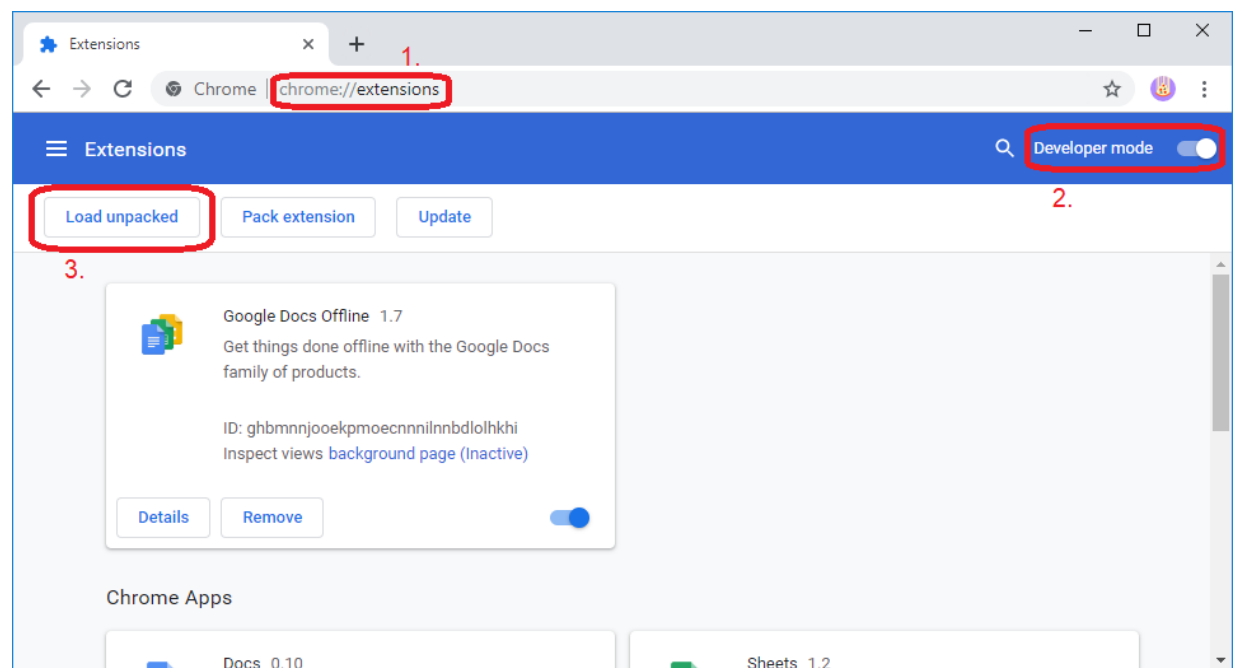 Extensions
1.
Chrome | chrome://extensions
Extensions
Developer mode
2.
Load unpacked Pack extension Update
3.
Google Docs Offline 1.7
Get things done offline with the Google Docs
family of products.
ID: ghbmnnjooekpmoecnnnilnnbdlolhkhi
Inspect views background page (Inactive)
Details Remove
Chrome Apps
Docs 0.10 Sheets 1.2